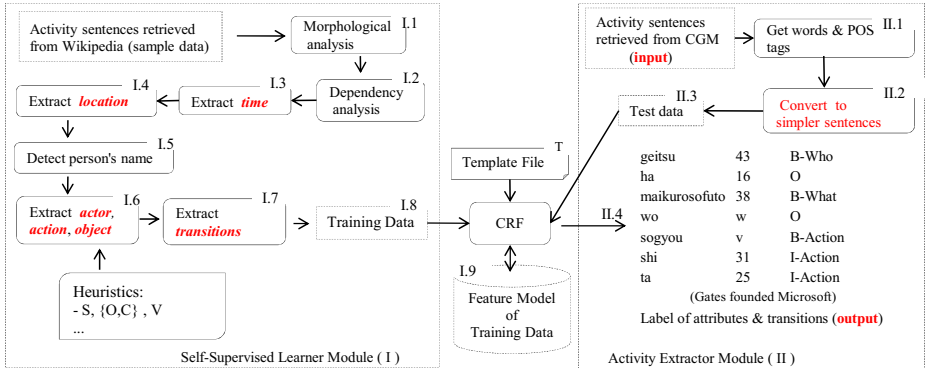 Activity sentences retrieved
from Wikipedia (sample data)
I.1
Morphological
analysis
I.2
Dependency
analysis
I.3
Extract time
I.4
Extract location
I.5
Detect person's name
I.6
Extract actor,
action, object
I.7
Extract
transitions
I.8
Training Data
Heuristics:
- S, {O,C} , V
...
Self-Supervised Learner Module ( I )
T
Template File
CRF
I.9
Feature Model
of
Training Data
Activity sentences
retrieved from CGM
(input)
II.1
Get words & POS
tags
II.2
Convert to
simpler sentences
II.3
Test data
II.4
geitsu 43 B-Who
ha 16 O
maikurosofuto 38 B-What
wo w O
sogyou v B-Action
shi 31 I-Action
ta 25 I-Action
(Gates founded Microsoft)
Label of attributes & transitions (output)
Activity Extractor Module ( II )